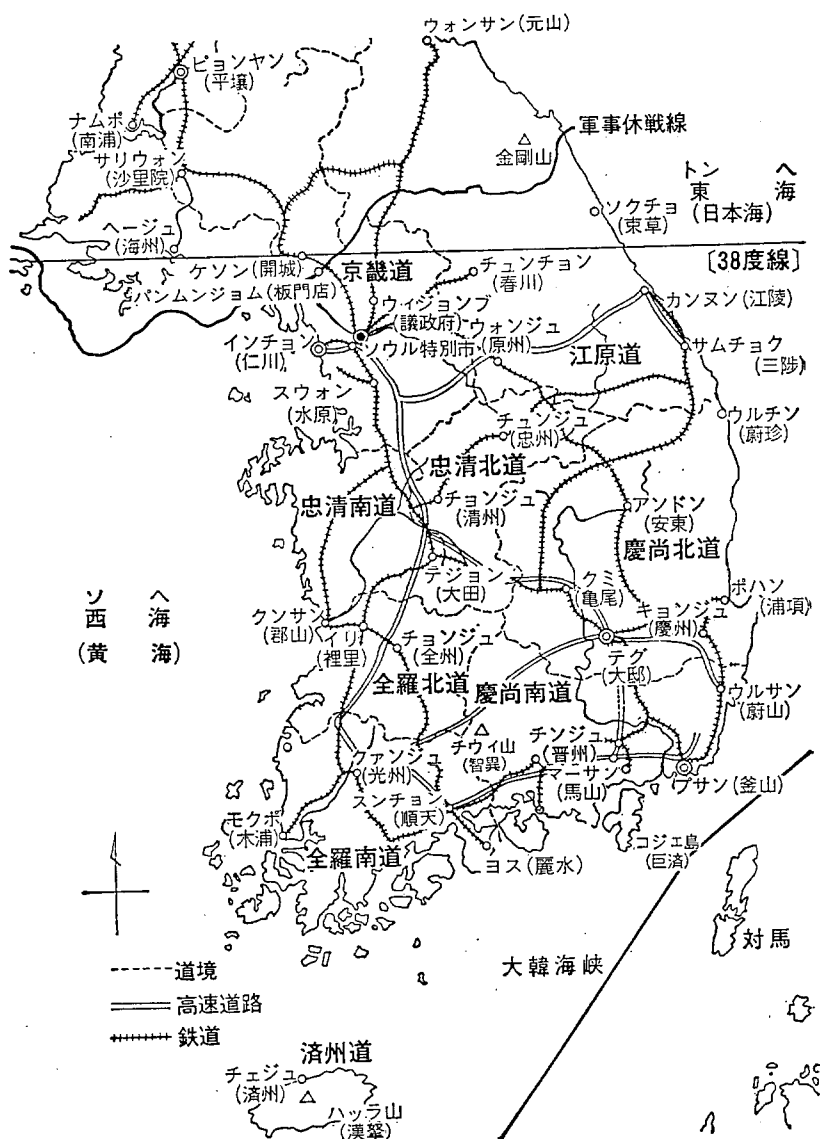 ウォンサン(元山)
ピョンヤン
(平壌)
ナムポ
(南浦)
サリウォン
(沙里院)
軍事休戦線
金剛山
トンヘ
東海
(日本海)
ソクチョ
(束草)
ヘージュ
(海州)
[38度線]
ケソン(開城)
パンムンジョム(板門店)
京畿道
チュンチョン
(春川)
カンヌン(江陵)
ウィジョンブ
(議政府)
ウォンジュ
(原州)
インチョン
(仁川)
ソウル特別市
江原道
サムチョク
(三陟)
スウォン
(水原)
チュンジュ
(忠州)
ウルチソ
(蔚珍)
忠清北道
忠清南道
チョンジュ
(清州)
アンドン
(安東)
慶尚北道
テジョン
(大田)
クミ
(亀尾)
ポハソ
(浦項)
ソヘ
西海
(黄海)
クンサン
(郡山)
イリ
(裡里)
チョンジュ
(全州)
キョンジュ
(慶州)
テグ
(大邸)
全羅北道
慶尚南道
ウルサン
(蔚山)
チウィ山
(智異)
チンジュ
(晋州)
クァンジュ
(光州)
マーサン
(馬山)
プサン(釜山)
スンチョン
(順天)
モクポ
(木浦)
コジェ島
(巨済)
全羅南道
ヨス(麗水)
対馬
大韓海峡
道境
高速道路
鉄道
済州道
チェジュ
(済州)
ハッラ山
(漢拏)